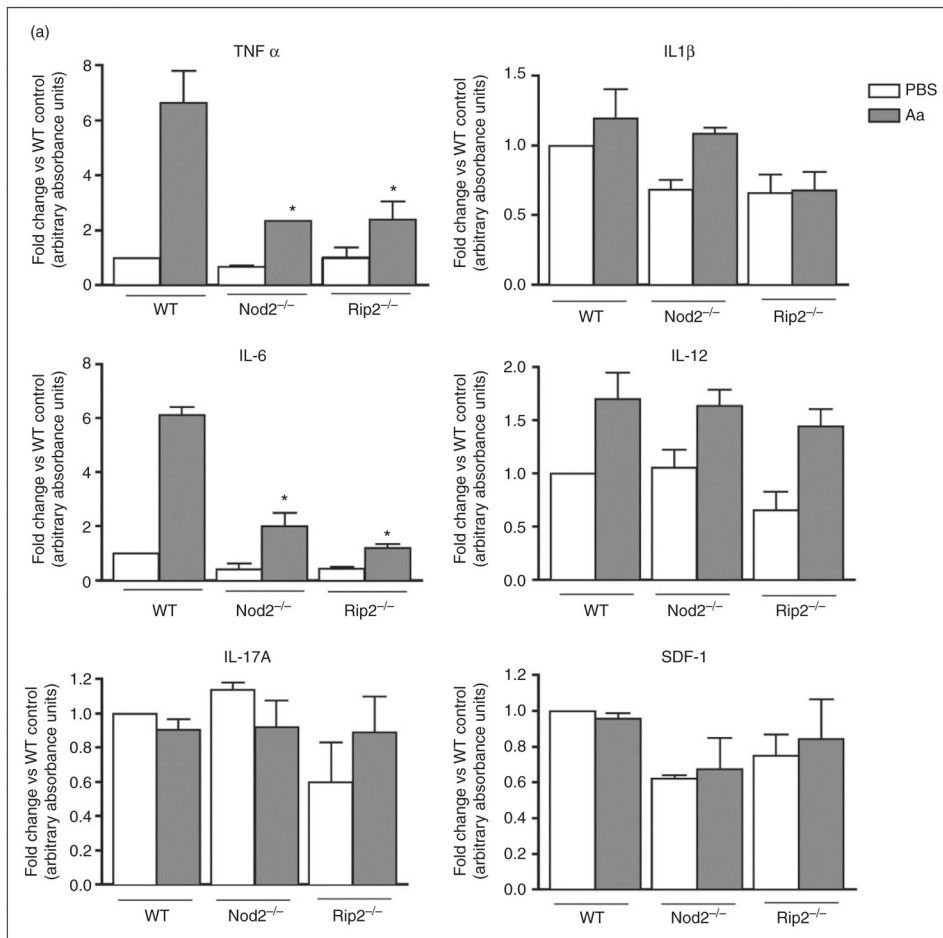 (a)
TNF α
Fold change vs WT control
(arbitrary absorbance units)
8
6
4
2
0
*
*
WT
Nod2−/−
Rip2−/−
IL1β
Fold change vs WT control
(arbitrary absorbance units)
1.5
1.0
0.5
0.0
WT
Nod2−/−
Rip2−/−
PBS
Aa
IL-6
Fold change vs WT control
(arbitrary absorbance units)
8
6
4
2
0
*
*
WT
Nod2−/−
Rip2−/−
IL-12
Fold change vs WT control
(arbitrary absorbance units)
2.0
1.5
1.0
0.5
0.0
WT
Nod2−/−
Rip2−/−
IL-17A
Fold change vs WT control
(arbitrary absorbance units)
1.2
1.0
0.8
0.6
0.4
0.2
0.0
WT
Nod2−/−
Rip2−/−
SDF-1
Fold change vs WT control
(arbitrary absorbance units)
1.2
1.0
0.8
0.6
0.4
0.2
0.0
WT
Nod2−/−
Rip2−/−